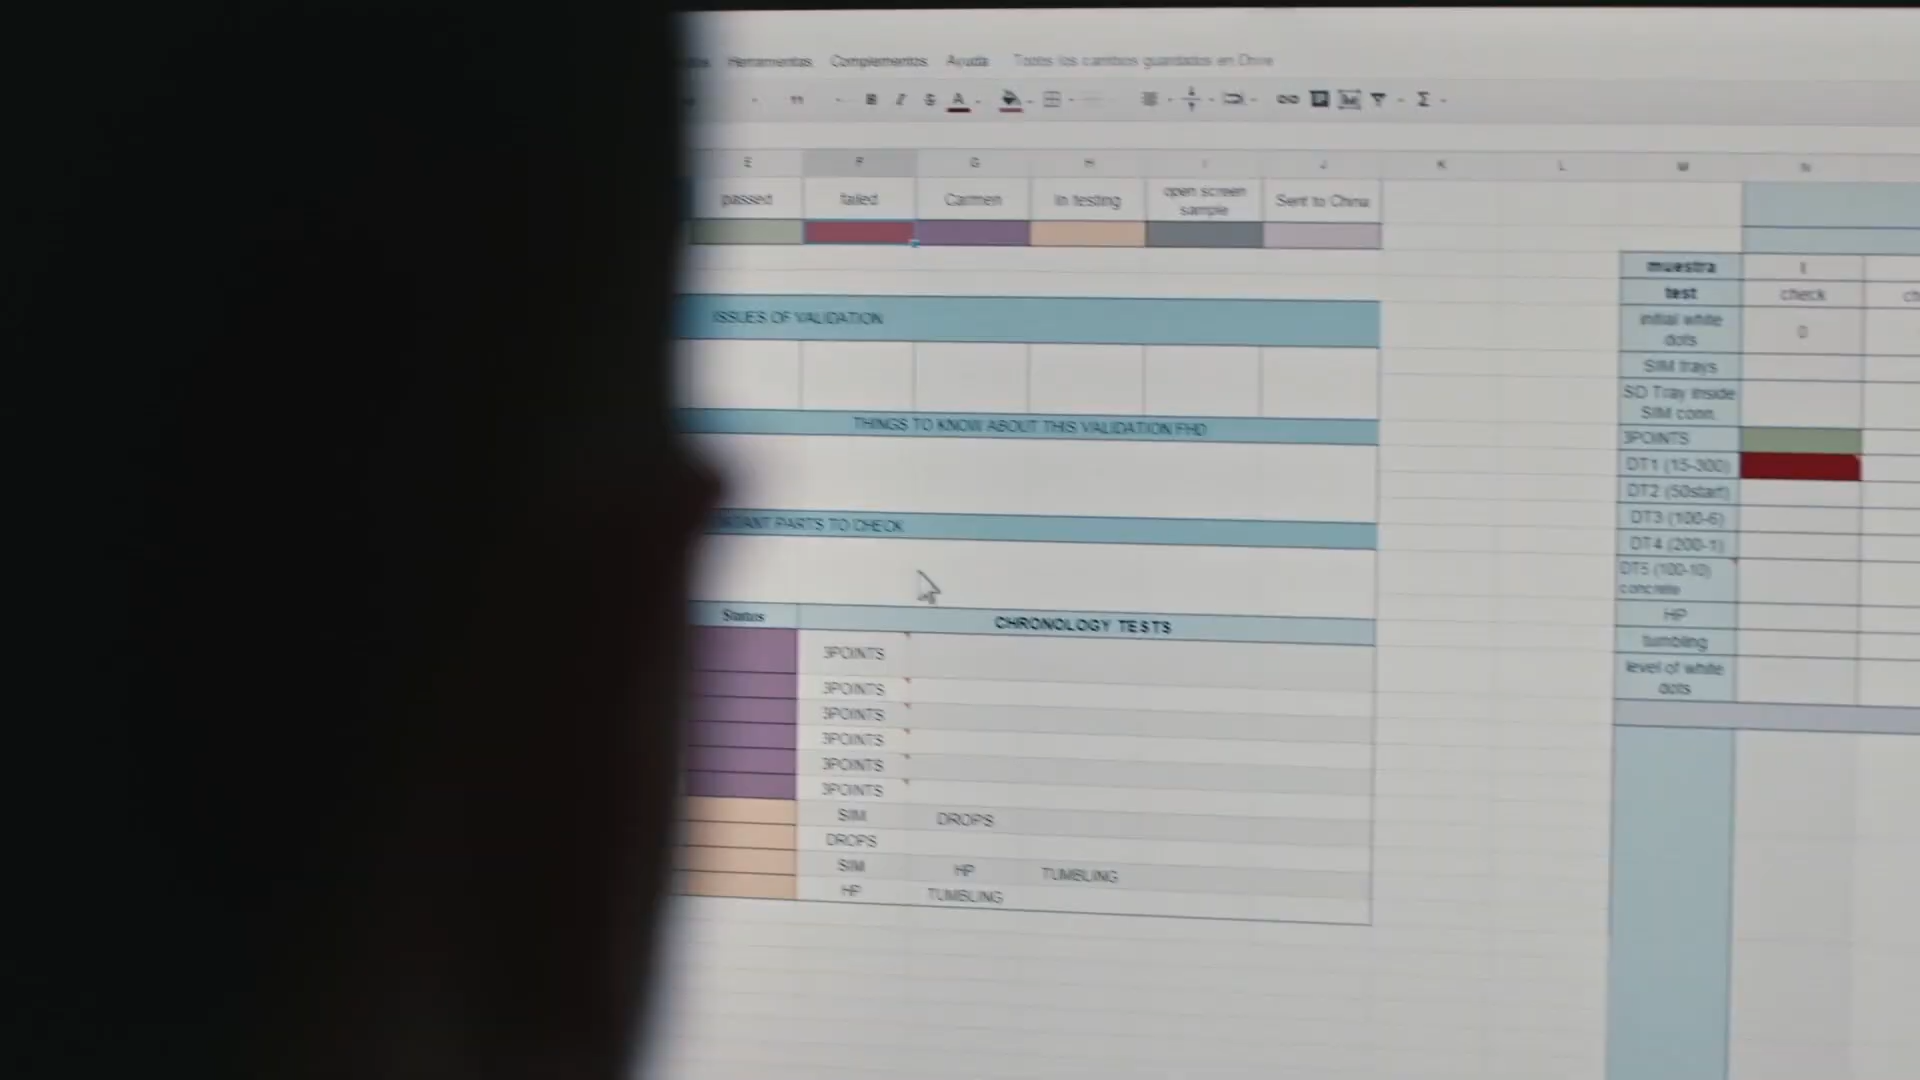 Herramientas Complementos Ayuda Todos los cambios guardados en Drive
B I S A
E F G H I J K L M N
passed failed Carmen In testing open screen sample Sent to China
ISSUES OF VALIDATION
THINGS TO KNOW ABOUT THIS VALIDATION FHD
PARTS TO CHECK
Status CHRONOLOGY TESTS
3POINTS
3POINTS
3POINTS
3POINTS
3POINTS
3POINTS
SIM DROPS
DROPS
SIM HP TUMBLING
HP TUMBLING
muestra 1
test check
initial white dots 0
SIM trays
SD Tray inside
SIM conn.
3POINTS
DT1 (15-300)
DT2 (50start)
DT3 (100-6)
DT4 (200-1)
DT5 (100-10)
concrete
HP
tumbling
level of white
dots